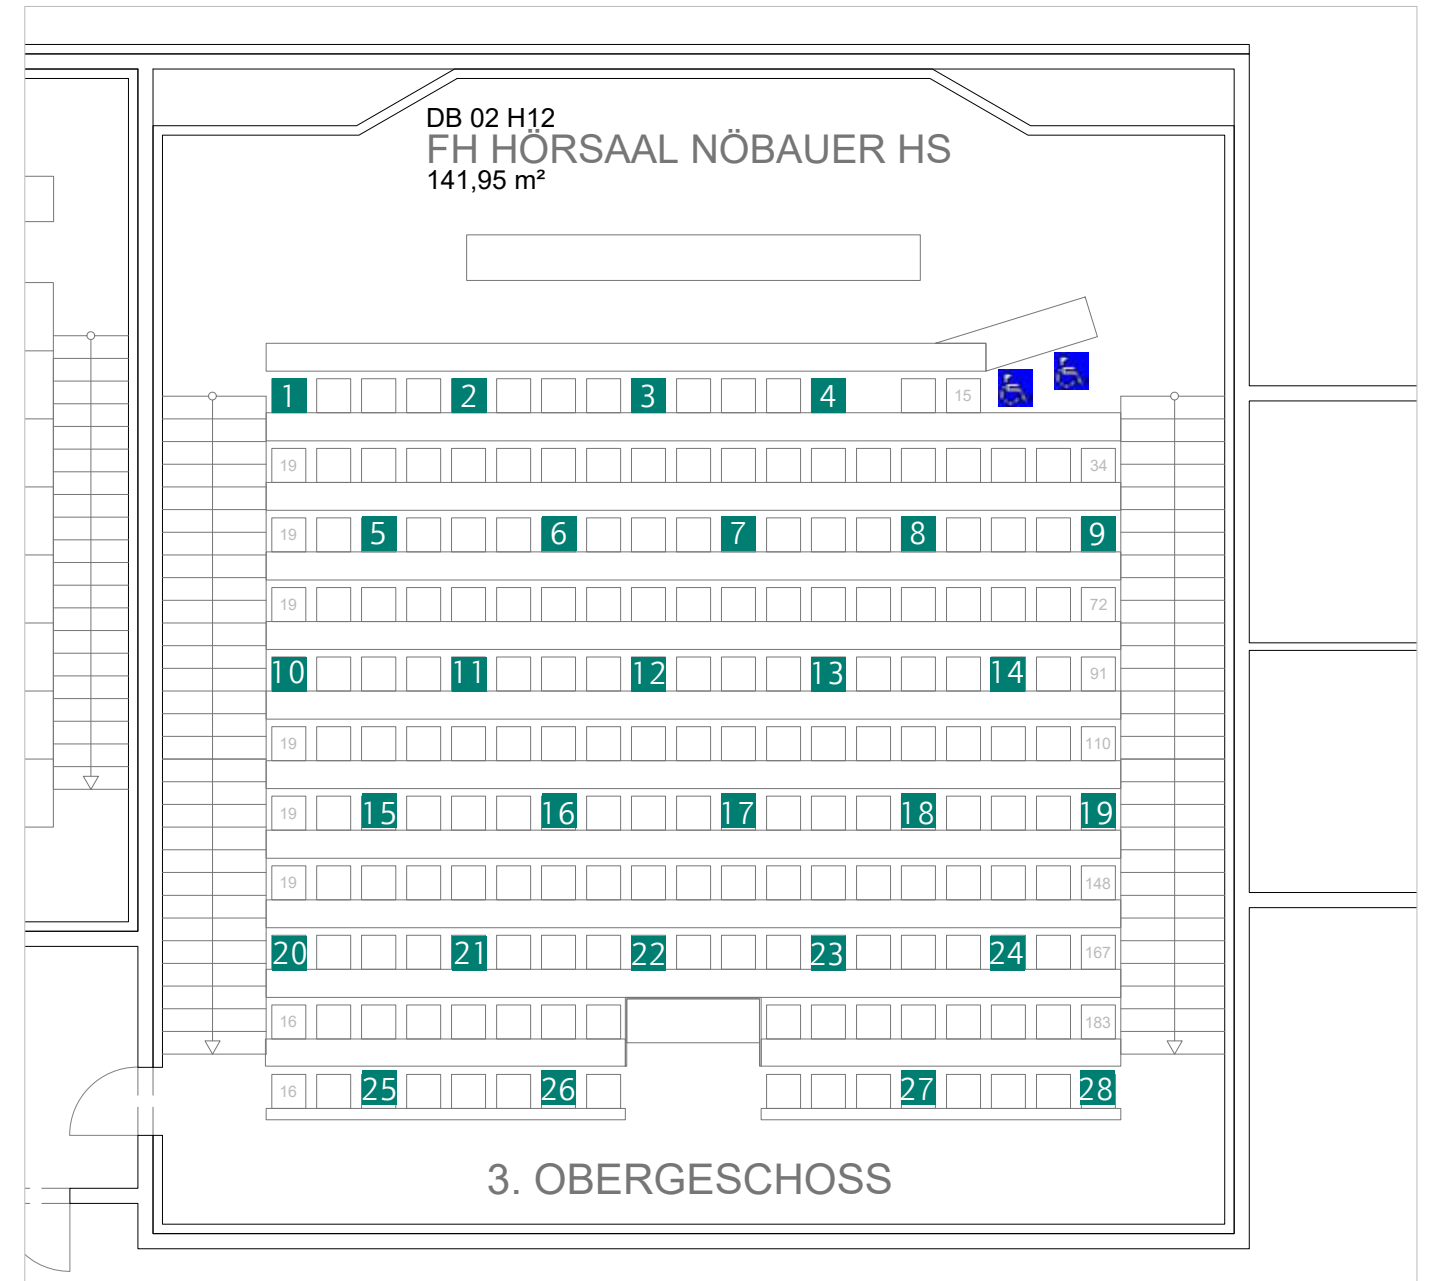 DB 02 H12
FH HÖRSAAL NÖBAUER HS
141,95 m²
1 2 3 4 15
19 34
19 5 6 7 8 9
19 72
10 11 12 13 14 91
19 110
19 15 16 17 18 19
19 148
20 21 22 23 24 167
16 183
16 25 26 27 28
3. OBERGESCHOSS